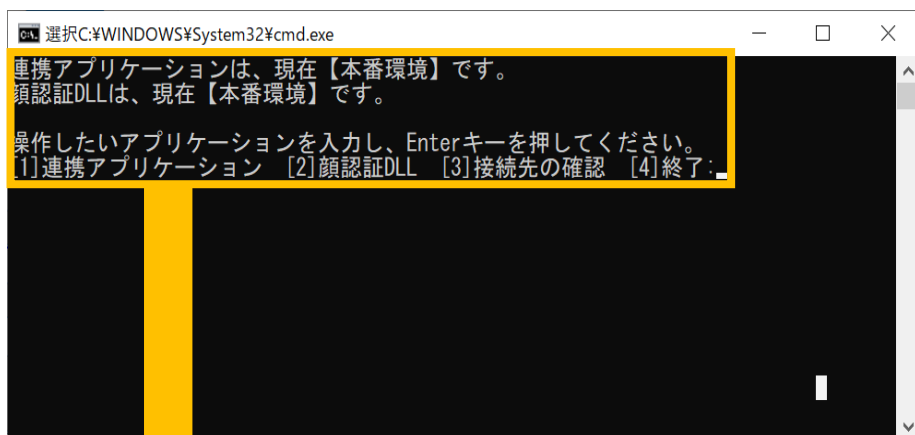 選択C:¥WINDOWS¥System32¥cmd.exe
連携アプリケーションは、現在【本番環境】です。
顔認証DLLは、現在【本番環境】です。
操作したいアプリケーションを入力し、Enterキーを押してください。
[1]連携アプリケーション [2]顔認証DLL [3]接続先の確認 [4]終了: